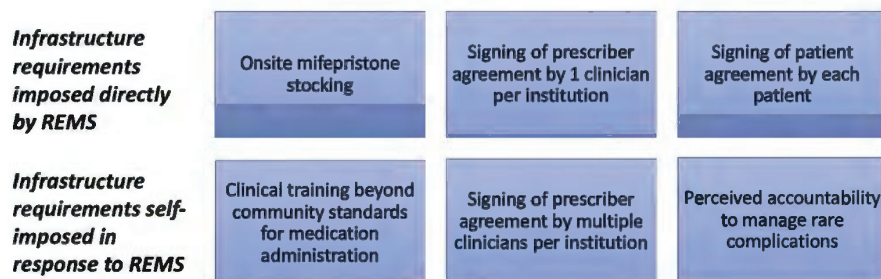 Infrastructure
requirements
imposed directly
by REMS
Onsite mifepristone
stocking
Signing of prescriber
agreement by 1 clinician
per institution
Signing of patient
agreement by each
patient
Infrastructure
requirements self-
imposed in
response to REMS
Clinical training beyond
community standards
for medication
administration
Signing of prescriber
agreement by multiple
clinicians per institution
Perceived accountability
to manage rare
complications